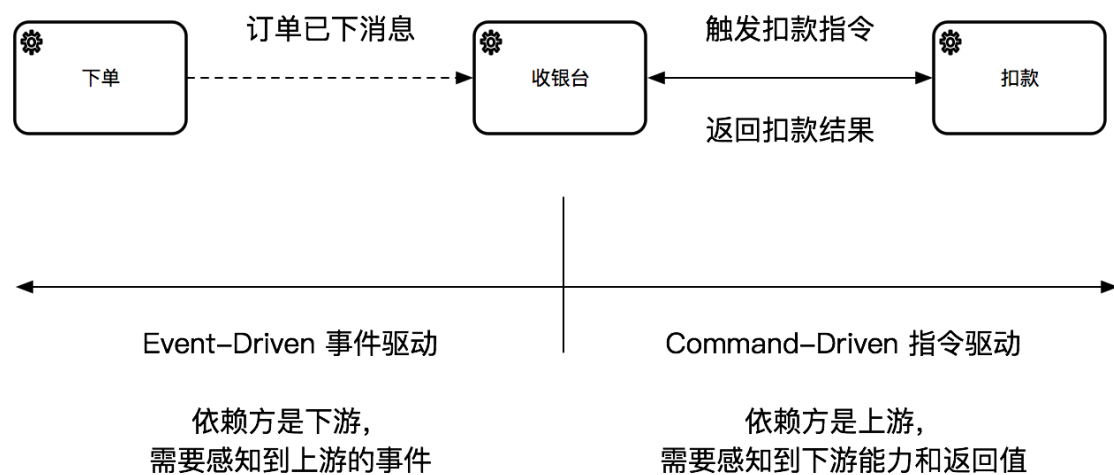 订单已下消息
触发扣款指令
下单
收银台
扣款
返回扣款结果
Event-Driven 事件驱动
Command-Driven 指令驱动
依赖方是下游，
需要感知到上游的事件
依赖方是上游，
需要感知到下游能力和返回值